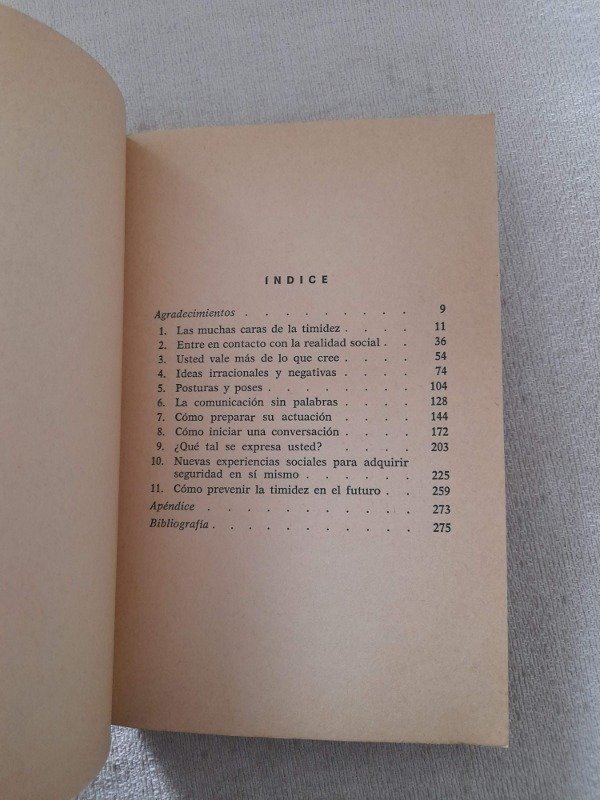 ÍNDICE
Agradecimientos . . . . . . . . . 9
1. Las muchas caras de la timidez . . . . 11
2. Entre en contacto con la realidad social . . 36
3. Usted vale más de lo que cree . . . . 54
4. Ideas irracionales y negativas . . . . 74
5. Posturas y poses . . . . . . . . 104
6. La comunicación sin palabras . . . . 128
7. Cómo preparar su actuación . . . . 144
8. Cómo iniciar una conversación . . . . 172
9. ¿Qué tal se expresa usted? . . . . 203
10. Nuevas experiencias sociales para adquirir
seguridad en sí mismo . . . . . . 225
11. Cómo prevenir la timidez en el futuro . . 259
Apéndice . . . . . . . . . . . 273
Bibliografía . . . . . . . . . . . 275